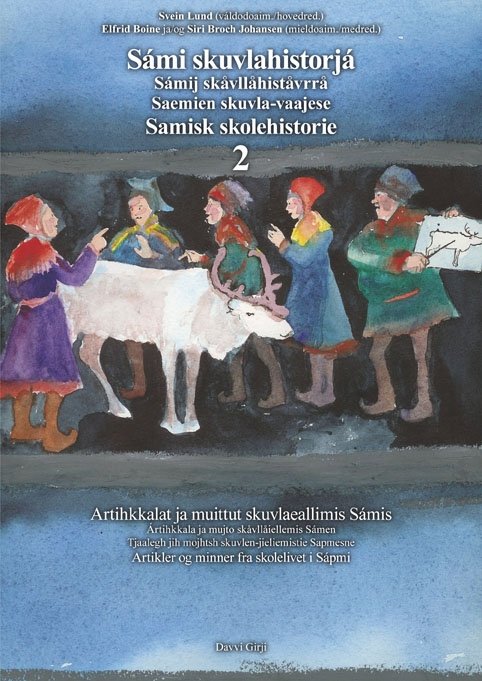 Svein Lund (váldodoaim./hovedred.)
Elfrid Boine ja og Siri Broch Johansen (mieldoaim./medred.)
Sámi skuvlahistorjá
Sámij skåvllåhiståvrrå
Saemien skuvla-vaajese
Samisk skolehistorie
2
Artihkkalat ja muittut skuvlaeallimis Sámis
Ártihkkala ja mujto skåvllåiellemis Sámen
Tjaalegh jih mojhtsh skuvlen-jieliemistie Sapmesne
Artikler og minner fra skolelivet i Sápmi
Davvi Girji